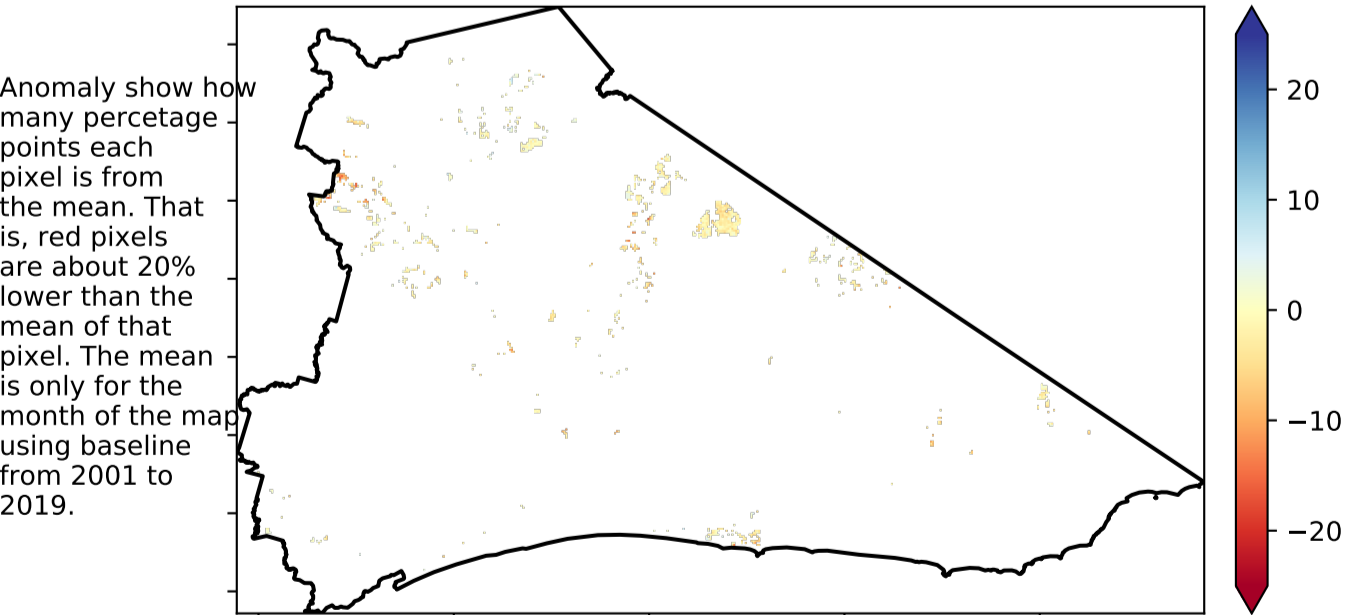 Anomaly show how
many percetage
points each
pixel is from
the mean. That
is, red pixels
are about 20%
lower than the
mean of that
pixel. The mean
is only for the
month of the map
using baseline
from 2001 to
2019.
20
10
0
−10
−20